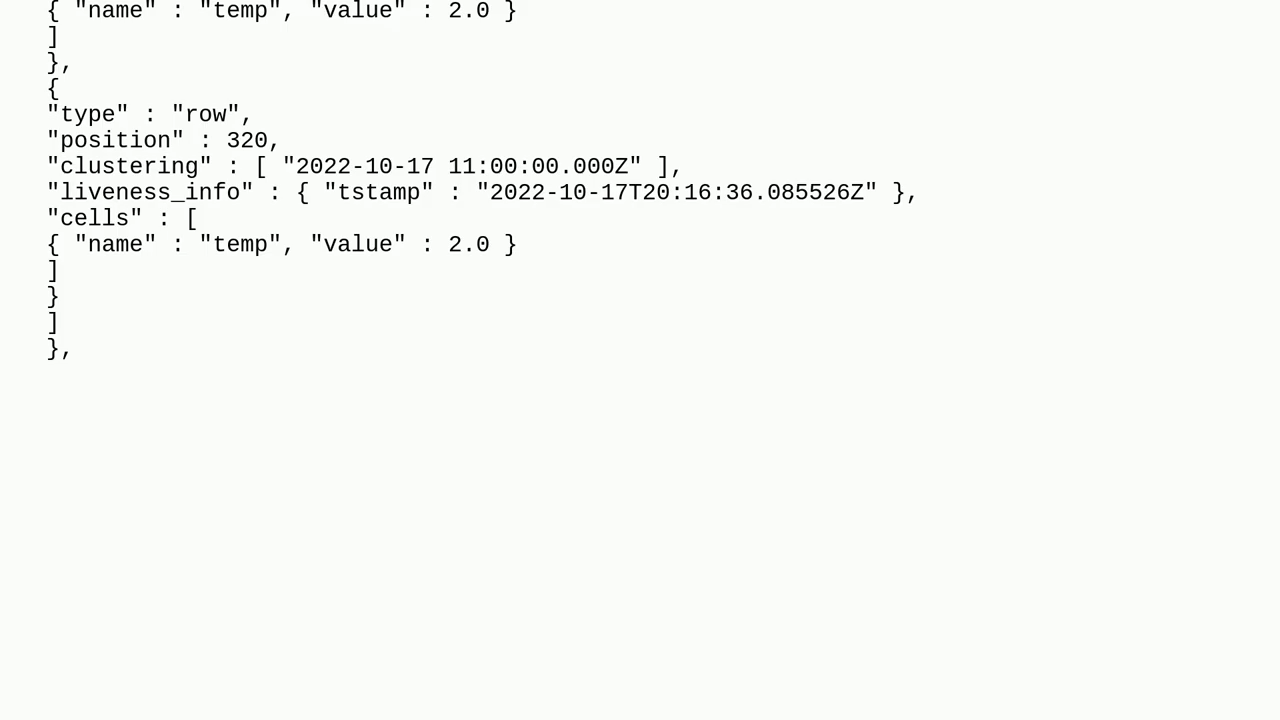 { "name" : "temp", "value" : 2.0 }
]
},
{
"type" : "row",
"position" : 320,
"clustering" : [ "2022-10-17 11:00:00.000Z" ],
"liveness_info" : { "tstamp" : "2022-10-17T20:16:36.085526Z" },
"cells" : [
{ "name" : "temp", "value" : 2.0 }
]
}
]
},